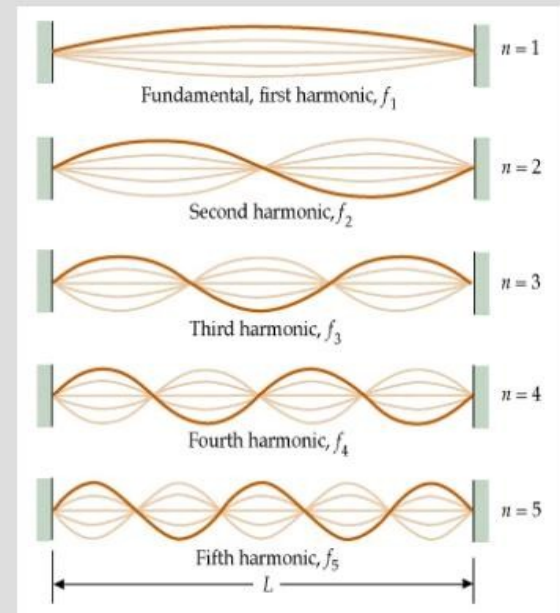 n = 1
Fundamental, first harmonic, f1
n = 2
Second harmonic, f2
n = 3
Third harmonic, f3
n = 4
Fourth harmonic, f4
n = 5
Fifth harmonic, f5
L